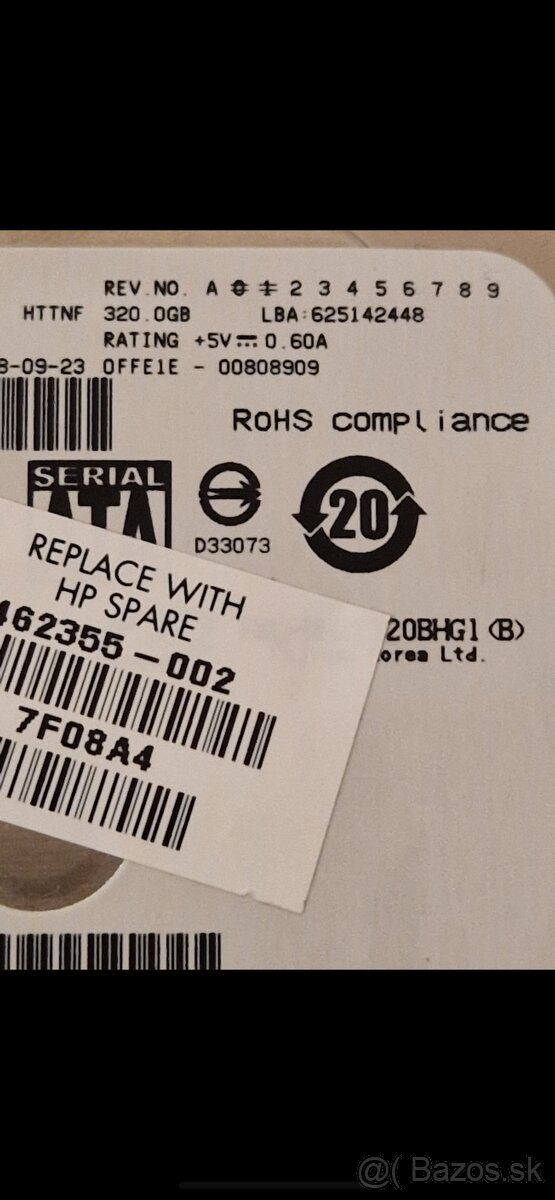 REV.NO. A 0 1 2 3 4 5 6 7 8 9
HTTNF 320.0GB LBA:625142448
RATING +5V⎓0.60A
8-09-23 0FFE1E - 00808909
RoHS compliance
SERIAL
ATA
D33073
20
REPLACE WITH
HP SPARE
462355-002
7F08A4
20BHG1(B)
orea Ltd.
@( Bazos.sk